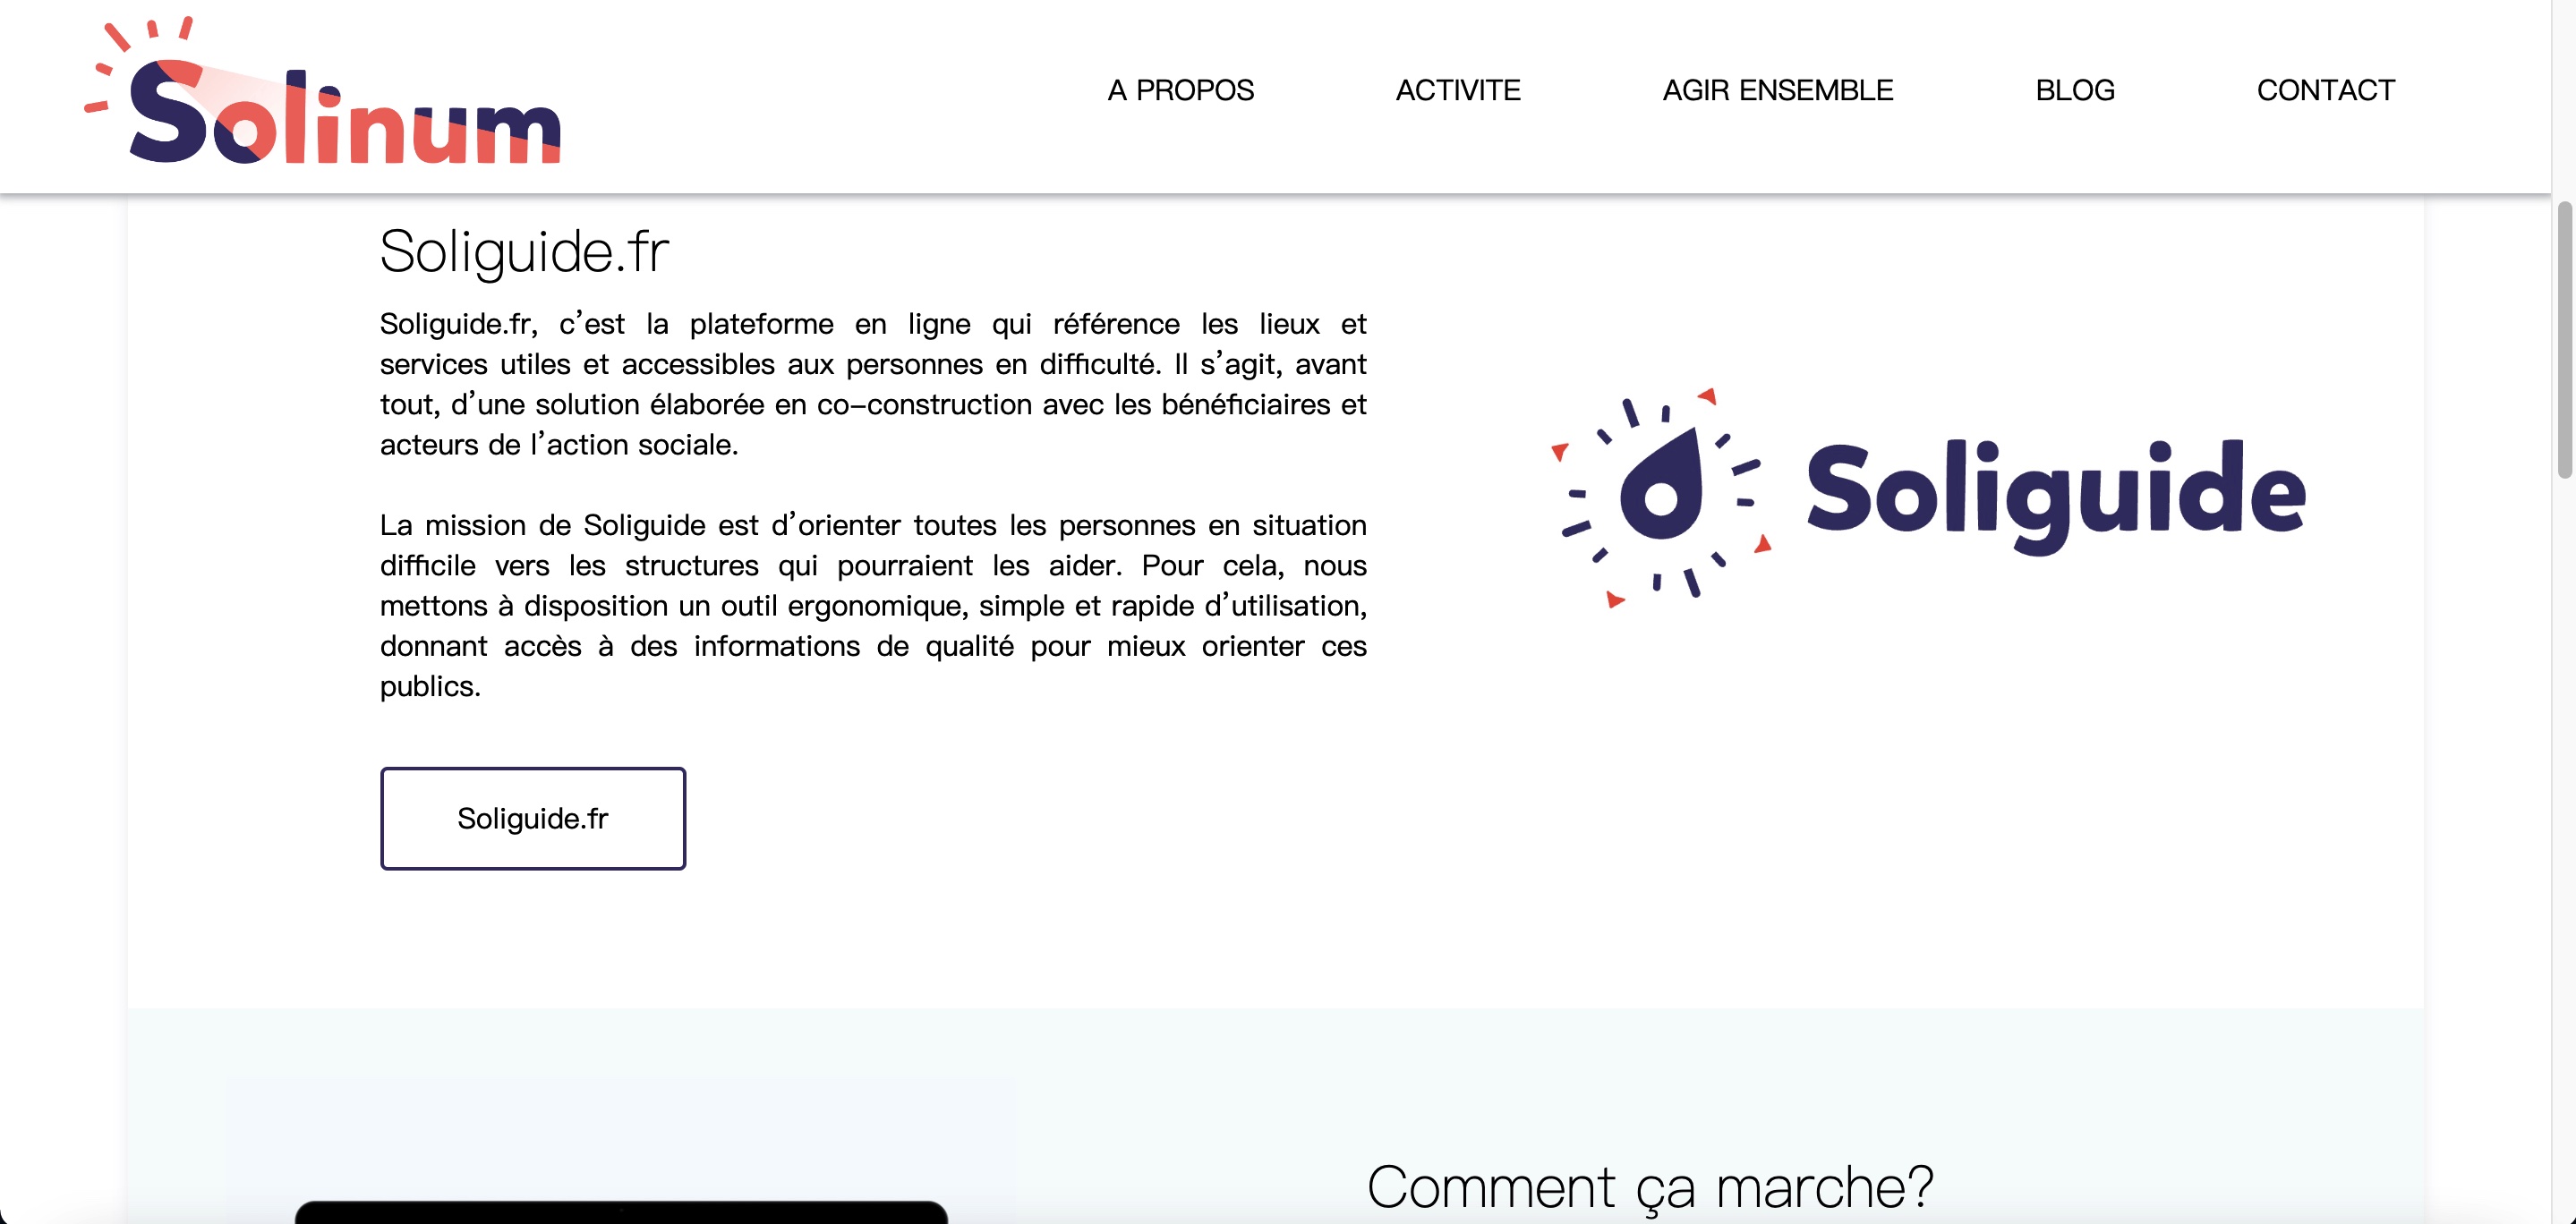 Solinum
A PROPOS
ACTIVITE
AGIR ENSEMBLE
BLOG
CONTACT
Soliguide.fr
Soliguide.fr, c’est la plateforme en ligne qui référence les lieux et
services utiles et accessibles aux personnes en difficulté. Il s’agit, avant
tout, d’une solution élaborée en co-construction avec les bénéficiaires et
acteurs de l’action sociale.
La mission de Soliguide est d’orienter toutes les personnes en situation
difficile vers les structures qui pourraient les aider. Pour cela, nous
mettons à disposition un outil ergonomique, simple et rapide d’utilisation,
donnant accès à des informations de qualité pour mieux orienter ces
publics.
Soliguide.fr
Soliguide
Comment ça marche?